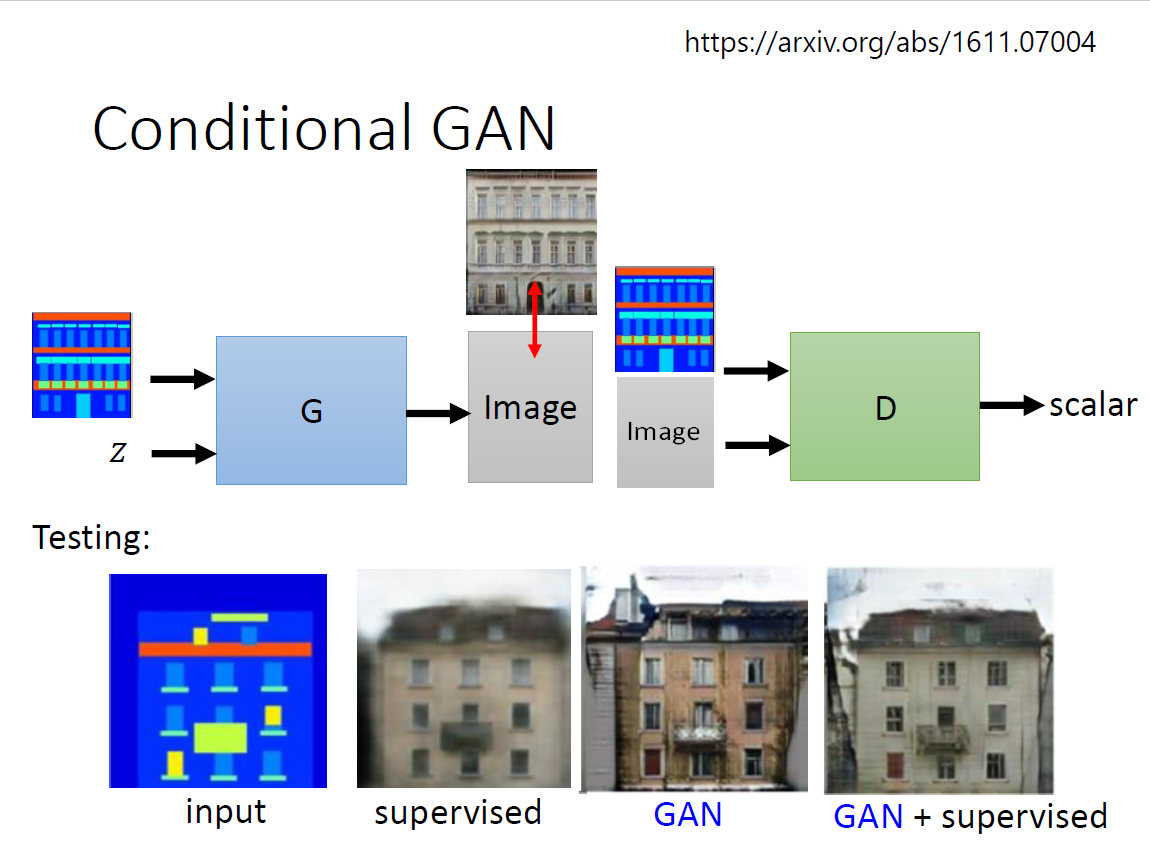 https://arxiv.org/abs/1611.07004
Conditional GAN
G
Image
Image
D
scalar
z
Testing:
input
supervised
GAN
GAN + supervised